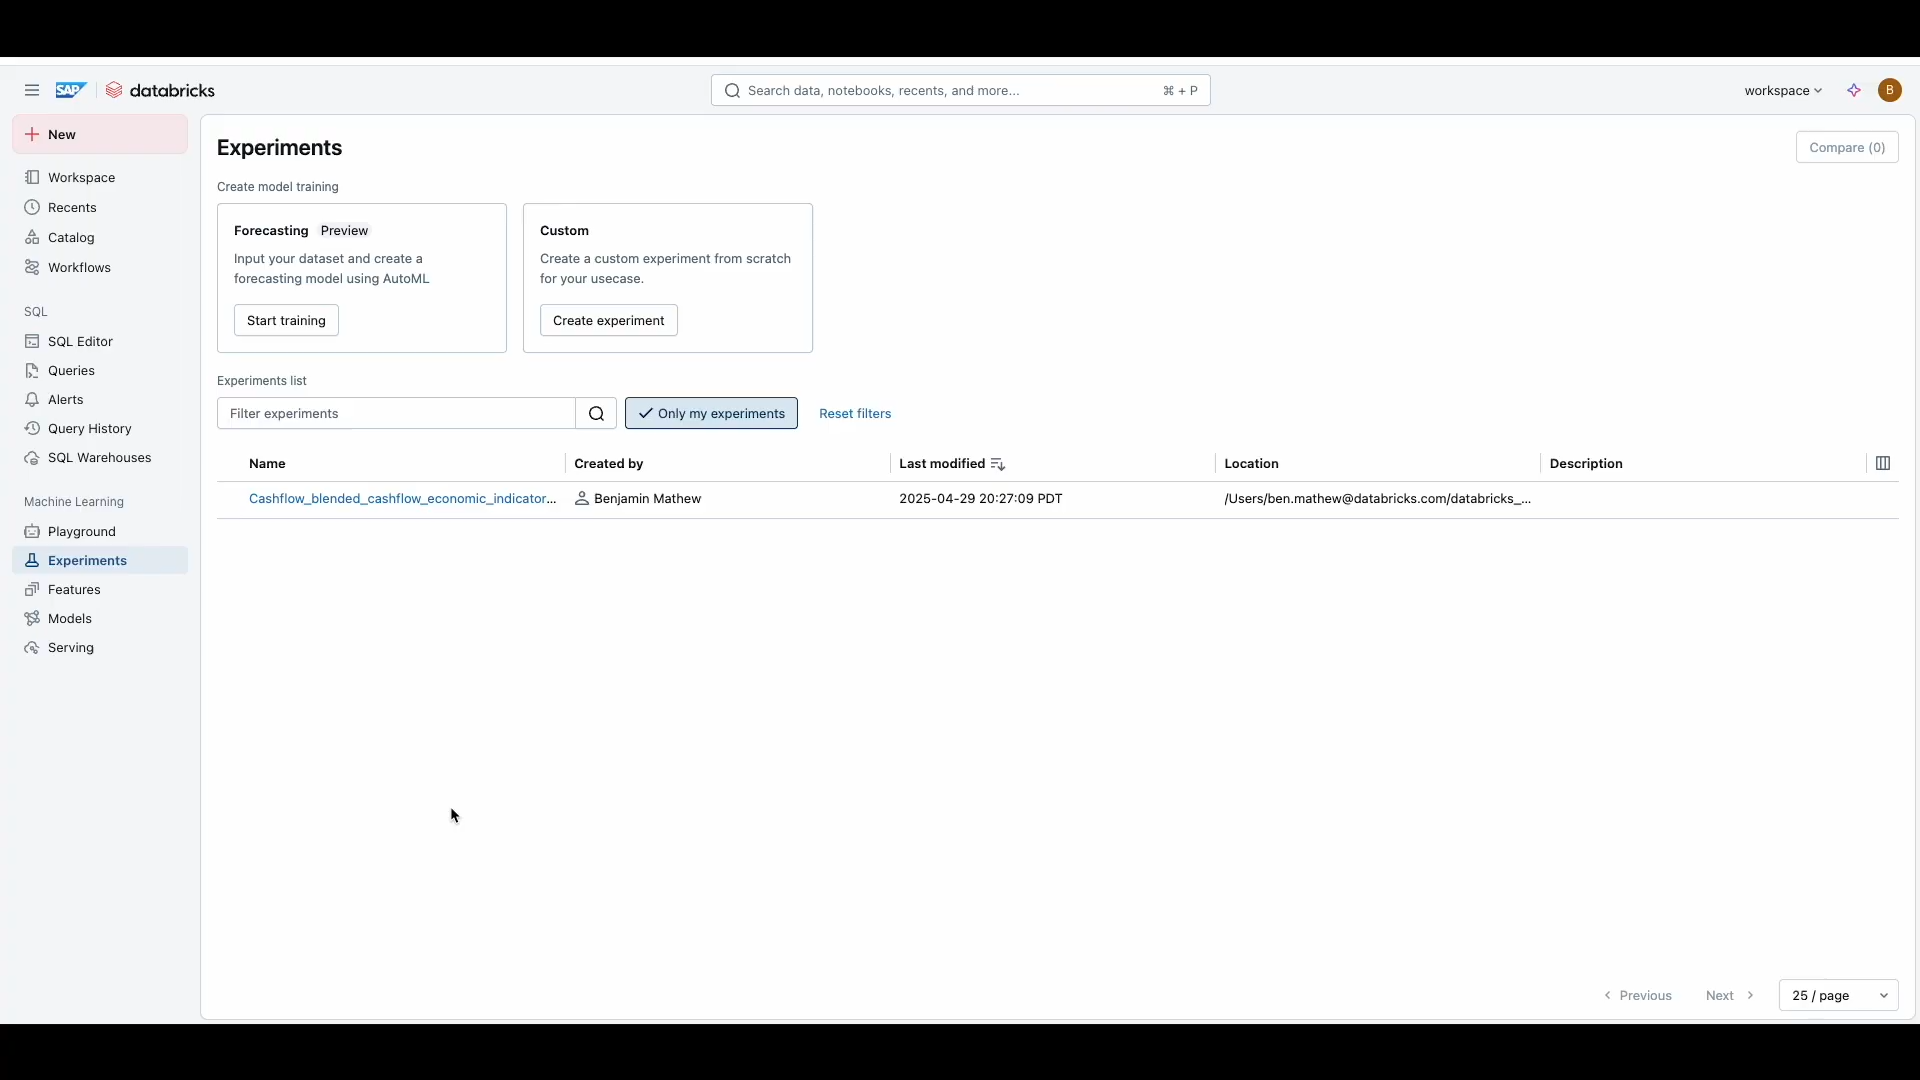 SAP databricks
Search data, notebooks, recents, and more... ⌘ + P
workspace
B
New
Workspace
Recents
Catalog
Workflows
SQL
SQL Editor
Queries
Alerts
Query History
SQL Warehouses
Machine Learning
Playground
Experiments
Features
Models
Serving
Experiments
Compare (0)
Create model training
Forecasting Preview
Input your dataset and create a
forecasting model using AutoML
Start training
Custom
Create a custom experiment from scratch
for your usecase.
Create experiment
Experiments list
Filter experiments
Only my experiments
Reset filters
Name Created by Last modified Location Description
Cashflow_blended_cashflow_economic_indicator... Benjamin Mathew 2025-04-29 20:27:09 PDT /Users/ben.mathew@databricks.com/databricks_...
Previous Next 25 / page